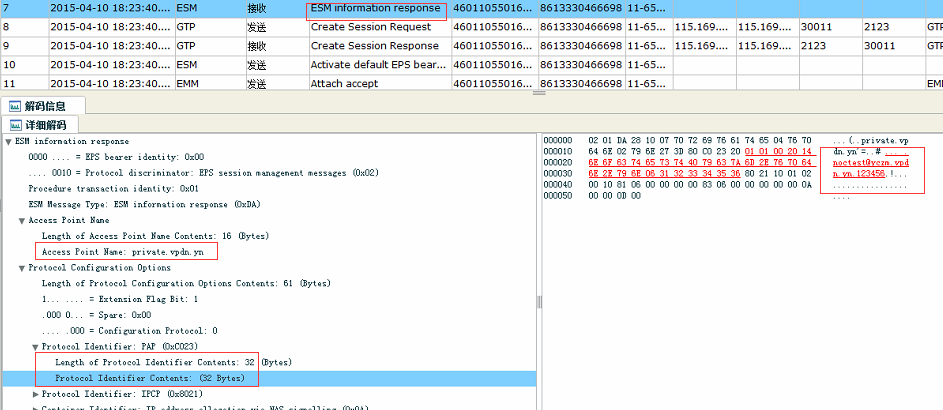 7 2015-04-10 18:23:40.... ESM 接收 ESM information response 46011055016... 8613330466698 11-65...
8 2015-04-10 18:23:40.... GTP 发送 Create Session Request 46011055016... 8613330466698 11-65... 115.169.... 115.169.... 30011 2123 GTP
9 2015-04-10 18:23:40.... GTP 接收 Create Session Response 46011055016... 8613330466698 11-65... 115.169.... 115.169.... 2123 30011 GTP
10 2015-04-10 18:23:40.... ESM 发送 Activate default EPS bear... 46011055016... 8613330466698 11-65...
11 2015-04-10 18:23:40.... EMM 发送 Attach accept 46011055016... 8613330466698 11-65... EMM
解码信息
详细解码
ESM information response
0000 .... = EPS bearer identity: 0x00
.... 0010 = Protocol discriminator: EPS session management messages (0x02)
Procedure transaction identity: 0x01
ESM Message Type: ESM information response (0xDA)
Access Point Name
Length of Access Point Name Contents: 16 (Bytes)
Access Point Name: private.vpdn.yn
Protocol Configuration Options
Length of Protocol Configuration Options Contents: 61 (Bytes)
1... .... = Extension Flag Bit: 1
.000 0... = Spare: 0x00
.... .000 = Configuration Protocol: 0
Protocol Identifier: PAP (0xC023)
Length of Protocol Identifier Contents: 32 (Bytes)
Protocol Identifier Contents: (32 Bytes)
Protocol Identifier: IPCP (0x8021)
Container Identifier: IP address allocation via NAS signalling (0x0A)
000000 02 01 DA 28 10 07 70 72 69 76 61 74 65 04 76 70 ...(..private.vp
000010 64 6E 02 79 6E 27 3D 80 C0 23 20 01 01 00 20 14 dn.yn'=..# ... .
000020 6E 6F 63 74 65 73 74 40 79 63 7A 6D 2E 76 70 64 noctest@yczm.vpd
000030 6E 2E 79 6E 06 31 32 33 34 35 36 80 21 10 01 02 n.yn.123456.!...
000040 00 10 81 06 00 00 00 00 83 06 00 00 00 00 00 0A ................
000050 00 00 0D 00 ....